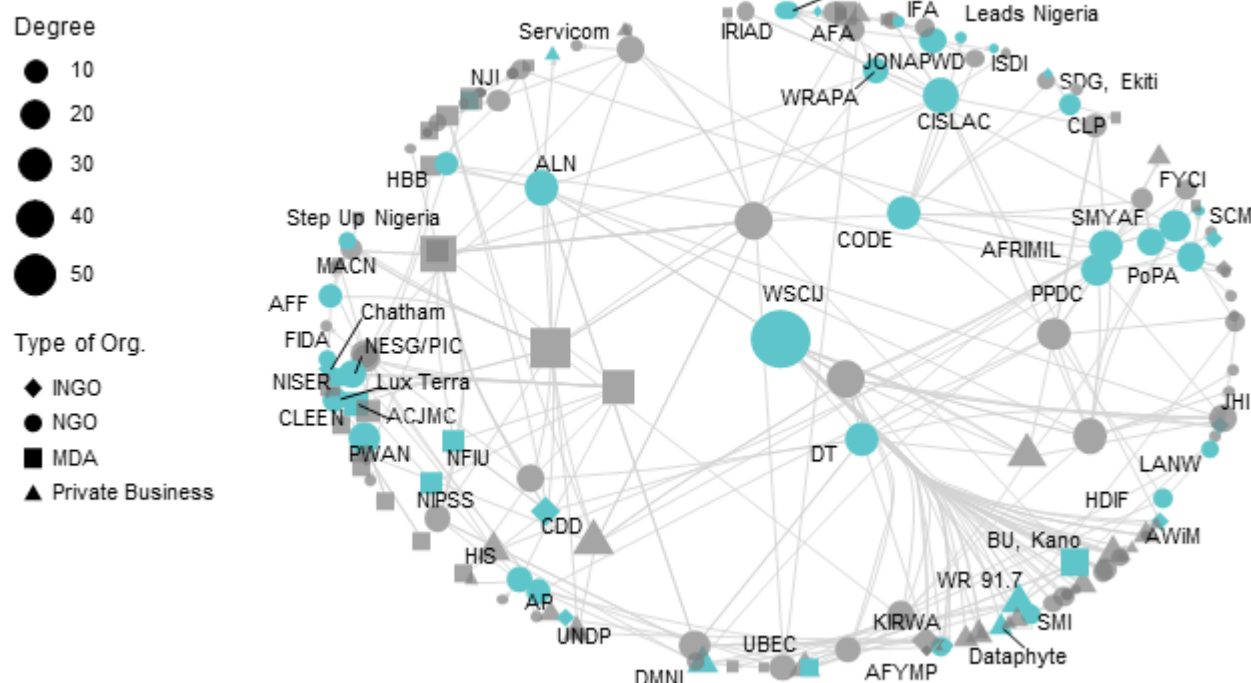 Degree
10
20
30
40
50
Type of Org.
INGO
NGO
MDA
Private Business
IRIAD
AFA
IFA
Leads Nigeria
Servicom
JONAPWD
ISDI
NJI
WRAPA
SDG, Ekiti
CISLAC
CLP
HBB
ALN
FYCI
Step Up Nigeria
SMYAF
SCM
CODE
AFRIMIL
MACN
PoPA
AFF
WSCIJ
PPDC
Chatham
FIDA
NESG/PIC
NISER
Lux Terra
CLEEN
ACJMC
JHI
PWAN
NFIU
DT
LANW
NIPSS
HDIF
CDD
AWiM
BU, Kano
HIS
WR 91.7
AP
KIRWA
SMI
UNDP
UBEC
Dataphyte
DMNI
AFYMP